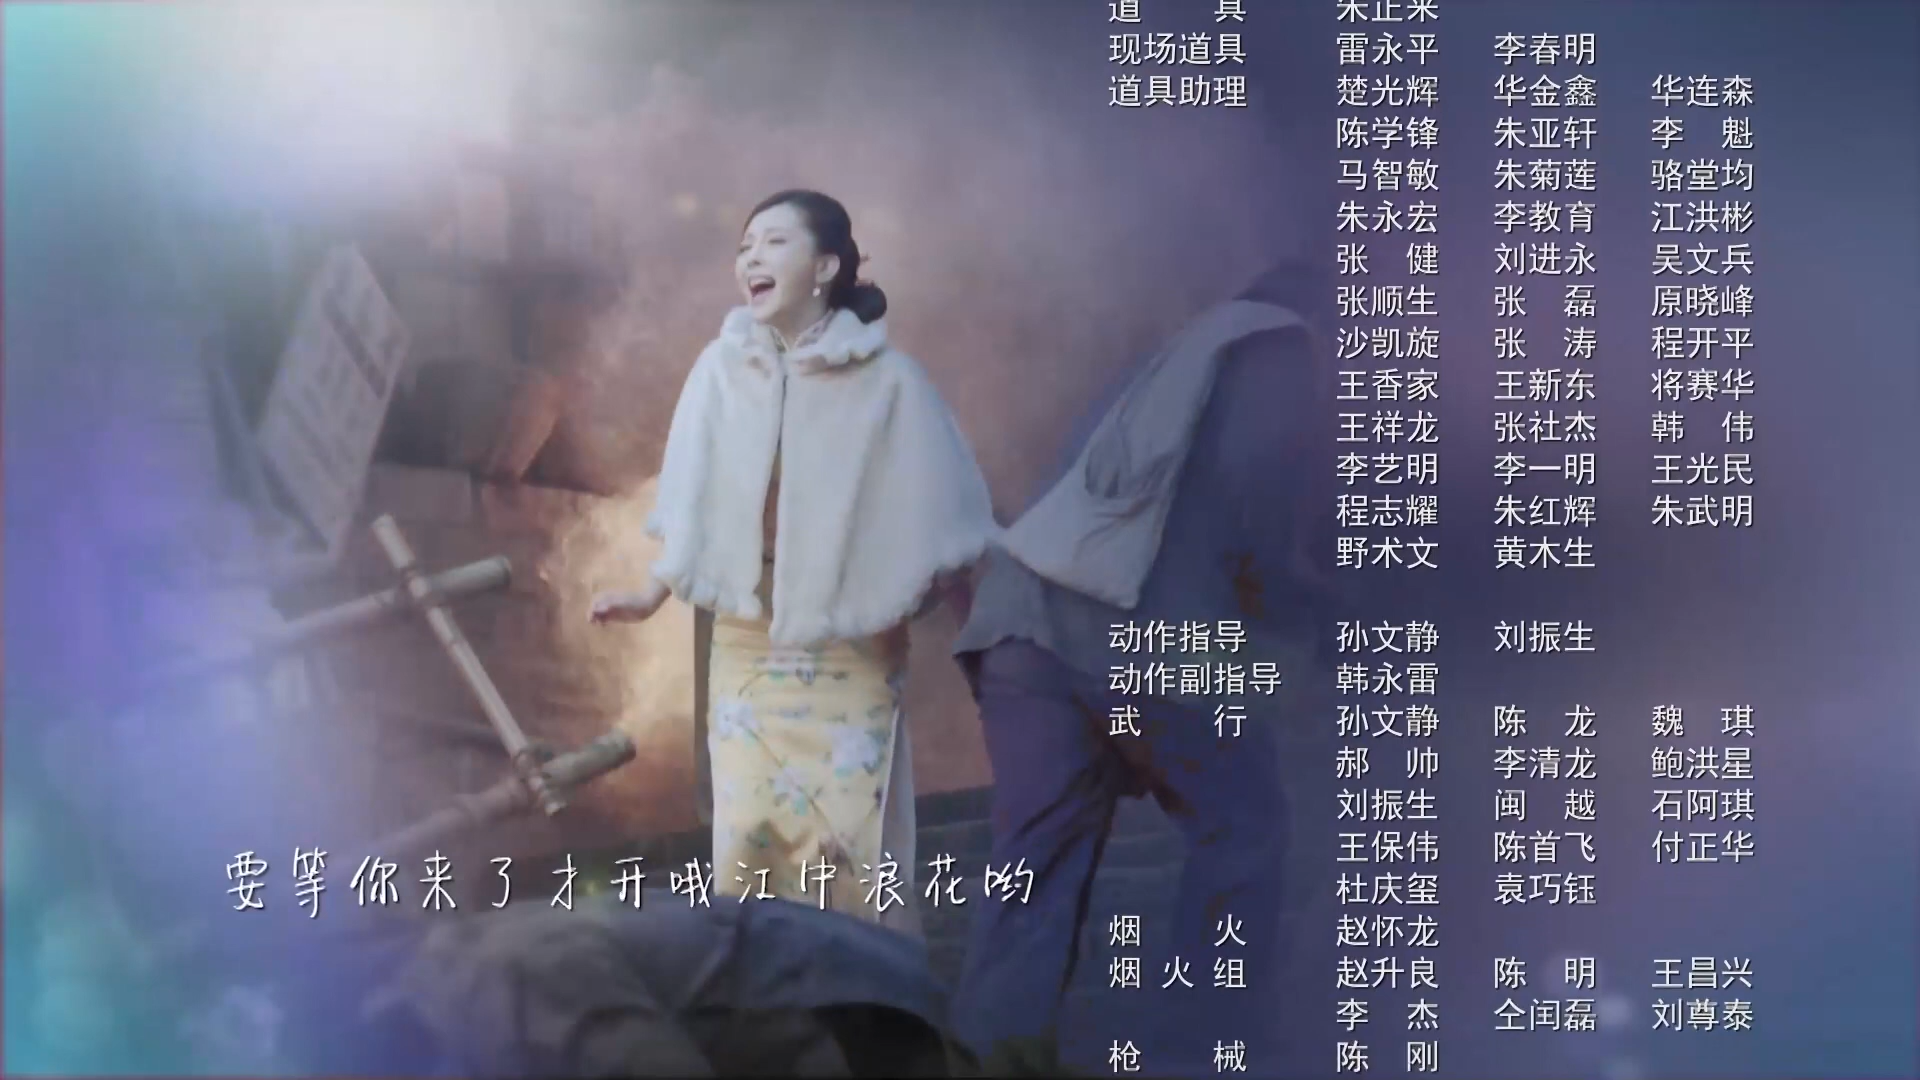 道 具 朱正来
现场道具 雷永平 李春明
道具助理 楚光辉 华金鑫 华连森
陈学锋 朱亚轩 李 魁
马智敏 朱菊莲 骆堂均
朱永宏 李教育 江洪彬
张 健 刘进永 吴文兵
张顺生 张 磊 原晓峰
沙凯旋 张 涛 程开平
王香家 王新东 将赛华
王祥龙 张社杰 韩 伟
李艺明 李一明 王光民
程志耀 朱红辉 朱武明
野术文 黄木生
动作指导 孙文静 刘振生
动作副指导 韩永雷
武 行 孙文静 陈 龙 魏 琪
郝 帅 李清龙 鲍洪星
刘振生 闽 越 石阿琪
王保伟 陈首飞 付正华
杜庆玺 袁巧钰
烟 火 赵怀龙
烟 火 组 赵升良 陈 明 王昌兴
李 杰 仝闰磊 刘尊泰
枪 械 陈 刚
要等你来了才开哦江中浪花哟